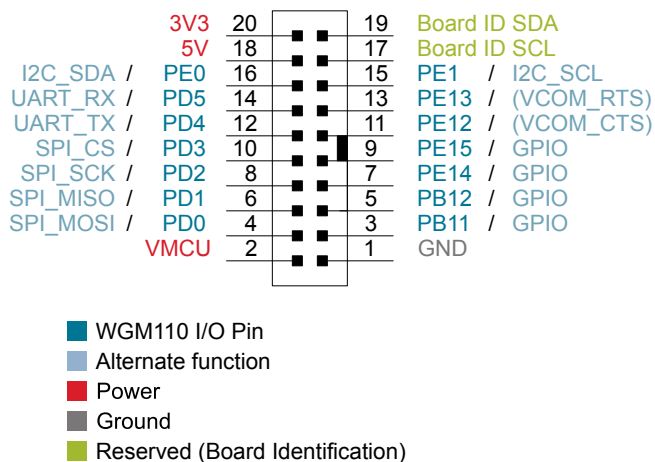 3V3 20 19 Board ID SDA
5V 18 17 Board ID SCL
I2C_SDA / PE0 16 15 PE1 / I2C_SCL
UART_RX / PD5 14 13 PE13 / (VCOM_RTS)
UART_TX / PD4 12 11 PE12 / (VCOM_CTS)
SPI_CS / PD3 10 9 PE15 / GPIO
SPI_SCK / PD2 8 7 PE14 / GPIO
SPI_MISO / PD1 6 5 PB12 / GPIO
SPI_MOSI / PD0 4 3 PB11 / GPIO
VMCU 2 1 GND
WGM110 I/O Pin
Alternate function
Power
Ground
Reserved (Board Identification)